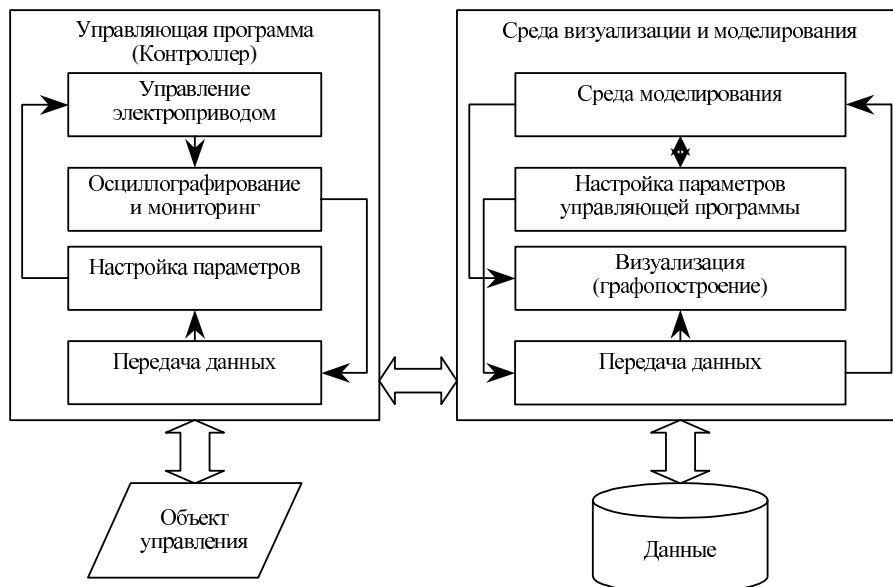 Управляющая программа
(Контроллер)
Управление
электроприводом
Осциллографирование
и мониторинг
Настройка параметров
Передача данных
Объект
управления
Среда визуализации и моделирования
Среда моделирования
Настройка параметров
управляющей программы
Визуализация
(графопостроение)
Передача данных
Данные